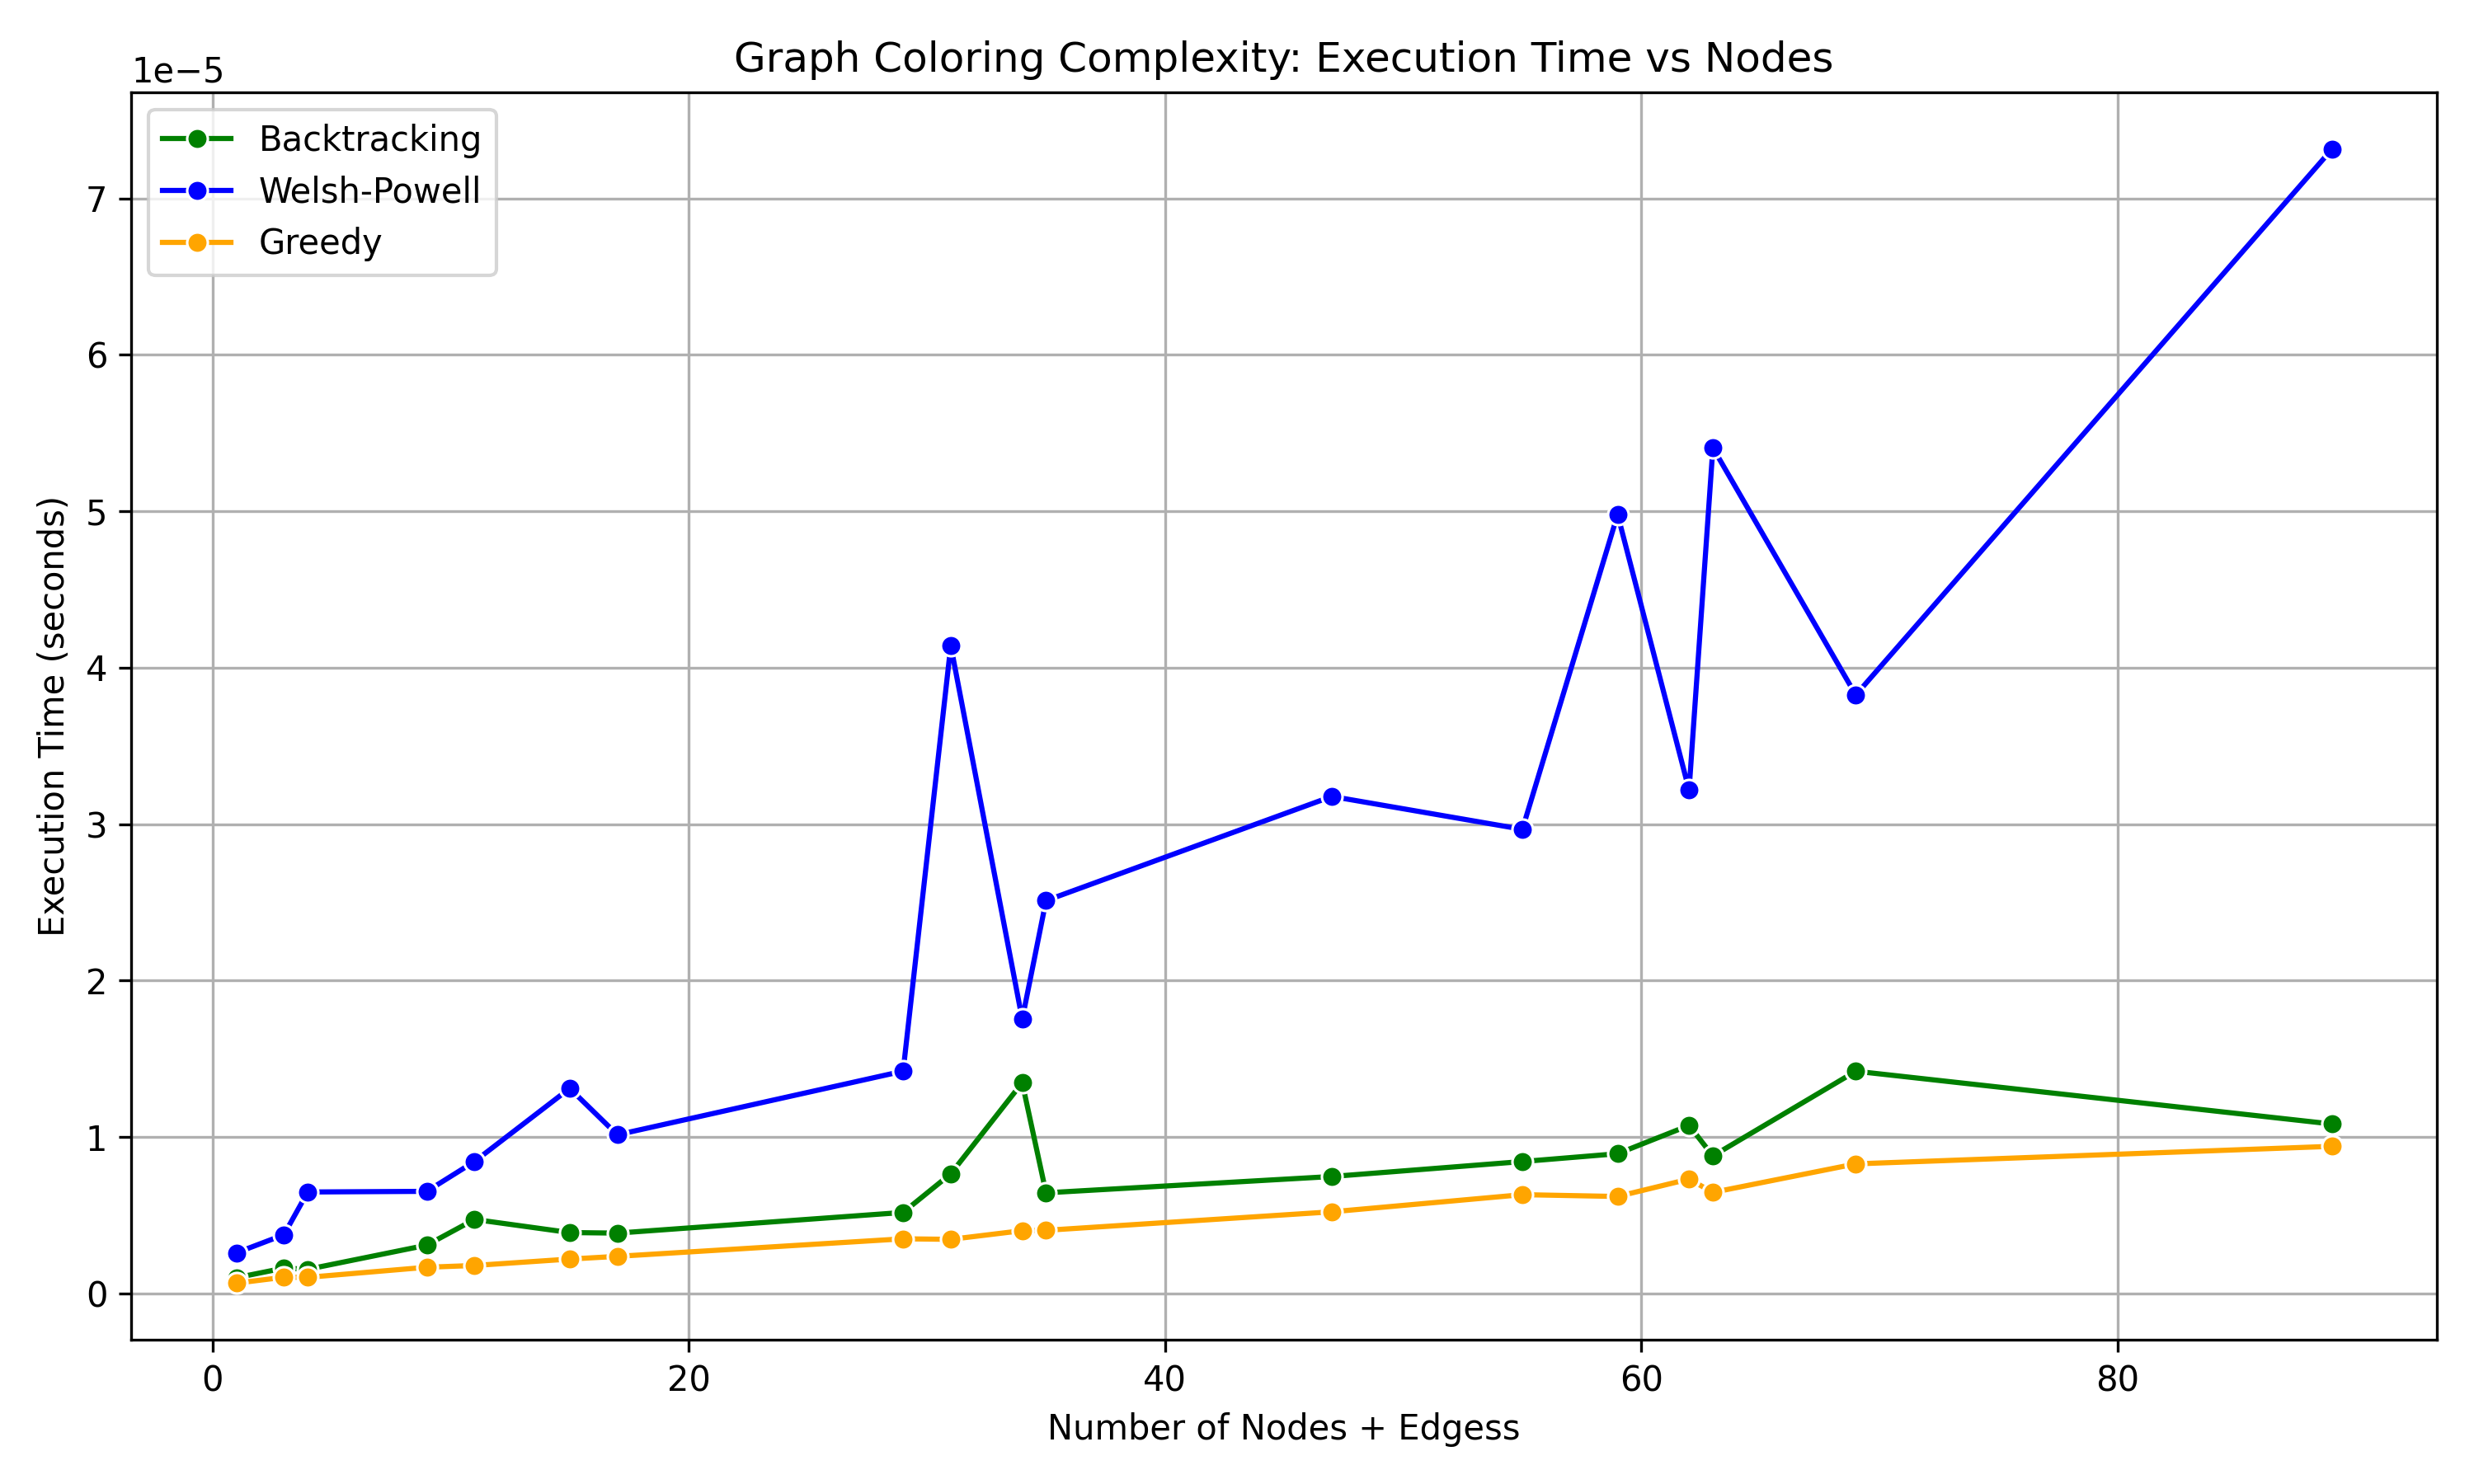 Graph Coloring Complexity: Execution Time vs Nodes
1e−5
Backtracking
Welsh-Powell
Greedy
7
6
5
4
3
2
1
0
Execution Time (seconds)
0 20 40 60 80
Number of Nodes + Edgess